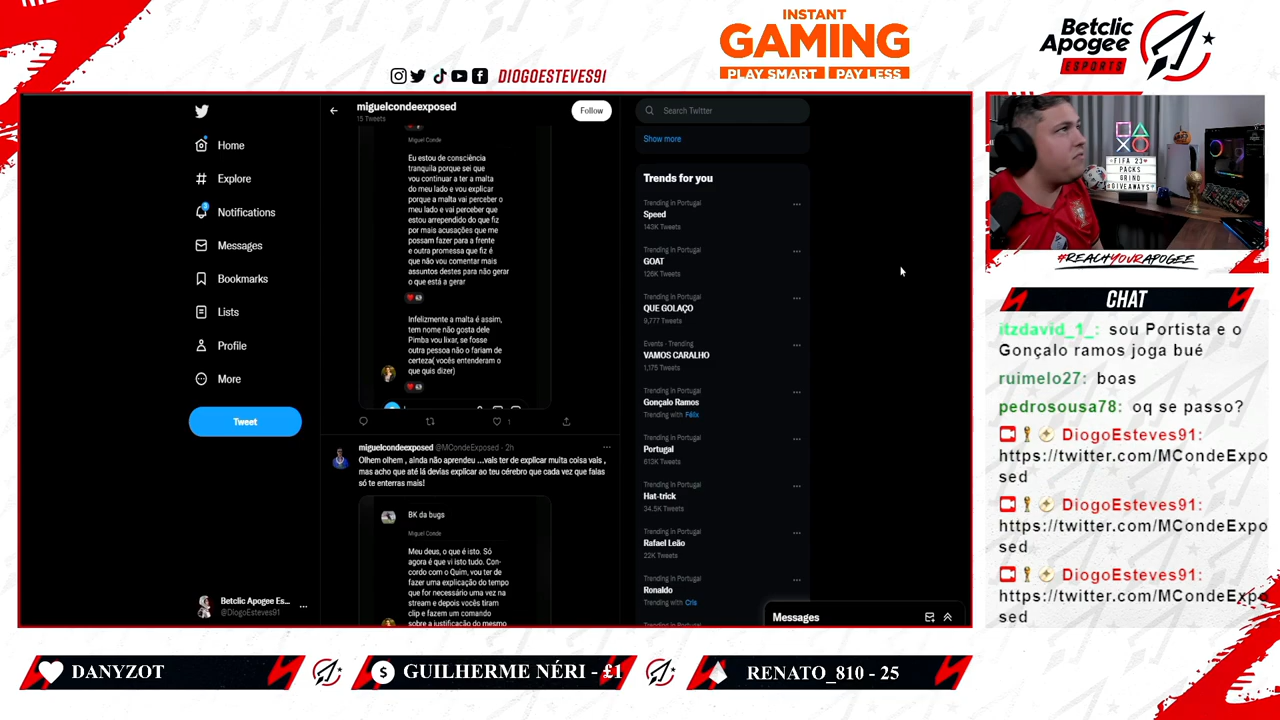 INSTANT
GAMING
PLAY SMART | PAY LESS
Betclic
Apogee
ESPORTS
DIOGOESTEVES91
Home
Explore
Notifications
Messages
Bookmarks
Lists
Profile
More
Tweet
Betclic Apogee Es...
@DiogoEsteves91
miguelcondeexposed
15 Tweets
Follow
Miguel Conde
Eu estou de consciência
tranquila porque sei que
vou continuar a ter a malta
do meu lado e vou explicar
porque a malta vai perceber o
meu lado e vai perceber que
estou arrependido do que fiz
por mais acusações que me
possam fazer para a frente
e outra promessa que fiz é
que não vou comentar mais
assuntos destes para não gerar
o que está a gerar
Infelizmente a malta é assim,
tem nome não gosta dele
Pimba vou lixar, se fosse
outra pessoa não o fariam de
certeza( vocês entenderam o
que quis dizer)
1
miguelcondeexposed @MCondeExposed · 2h
Olhem olhem , ainda não aprendeu ...vais ter de explicar muita coisa vais ,
mas acho que até lá devias explicar ao teu cérebro que cada vez que falas
só te enterras mais!
BK da bugs
Miguel Conde
Meu deus, o que é isto. Só
agora é que vi isto tudo. Con-
cordo com o Quim, vou ter de
fazer uma explicação do tempo
que for necessário uma vez na
stream e depois vocês tiram
clip e fazem um comando
sobre a justificação do mesmo
Search Twitter
Show more
Trends for you
Trending in Portugal
Speed
143K Tweets
Trending in Portugal
GOAT
126K Tweets
Trending in Portugal
QUE GOLAÇO
9,777 Tweets
Events · Trending
VAMOS CARALHO
1,175 Tweets
Trending in Portugal
Gonçalo Ramos
Trending with Félix
Trending in Portugal
Portugal
613K Tweets
Trending in Portugal
Hat-trick
34.5K Tweets
Trending in Portugal
Rafael Leão
22K Tweets
Trending in Portugal
Ronaldo
Trending with Cris
Messages
FIFA 23
PACKS
GRIND
GIVEAWAYS
#REACHYOURAPOGEE
CHAT
itzdavid_1_: sou Portista e o
Gonçalo ramos joga bué
ruimelo27: boas
pedrosousa78: oq se passo?
DiogoEsteves91:
https://twitter.com/MCondeExpo
sed
DiogoEsteves91:
https://twitter.com/MCondeExpo
sed
DiogoEsteves91:
https://twitter.com/MCondeExpo
sed
DANYZOT
GUILHERME NÉRI - £1
RENATO_810 - 25